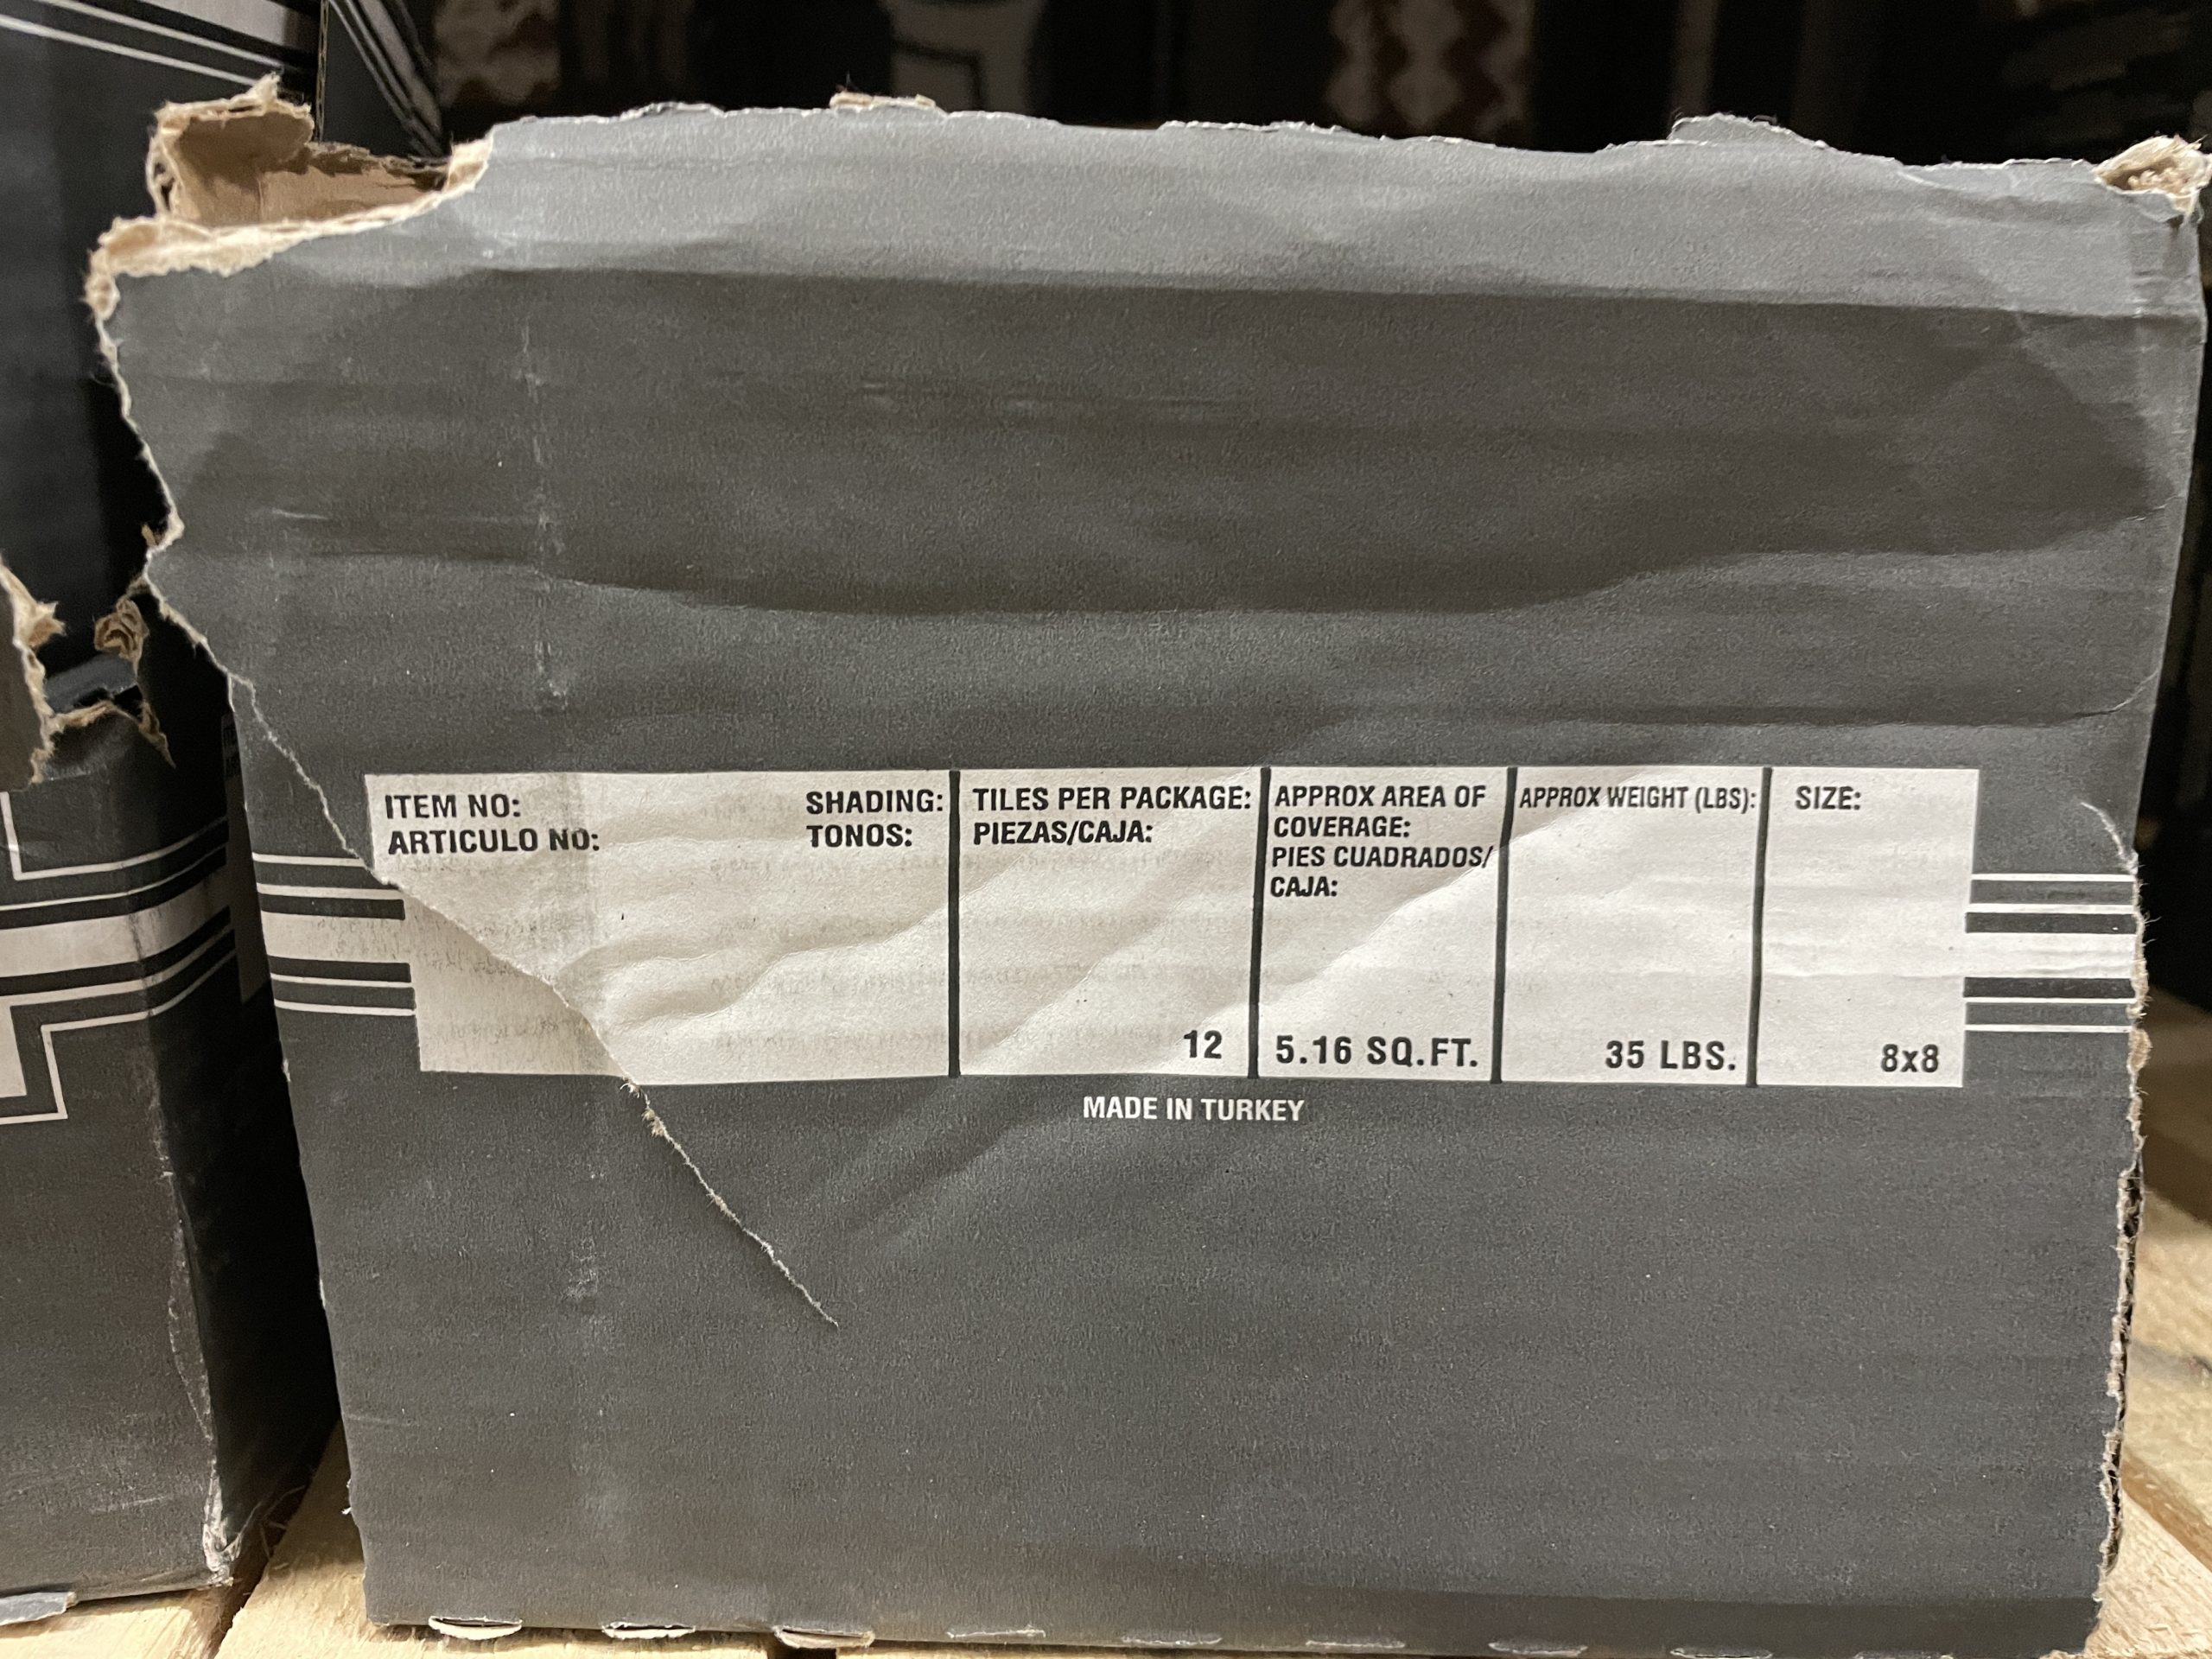 ITEM NO:
ARTICULO NO:
SHADING:
TONOS:
TILES PER PACKAGE:
PIEZAS/CAJA:
12
APPROX AREA OF
COVERAGE:
PIES CUADRADOS/
CAJA:
5.16 SQ.FT.
APPROX WEIGHT (LBS):
35 LBS.
SIZE:
8x8
MADE IN TURKEY